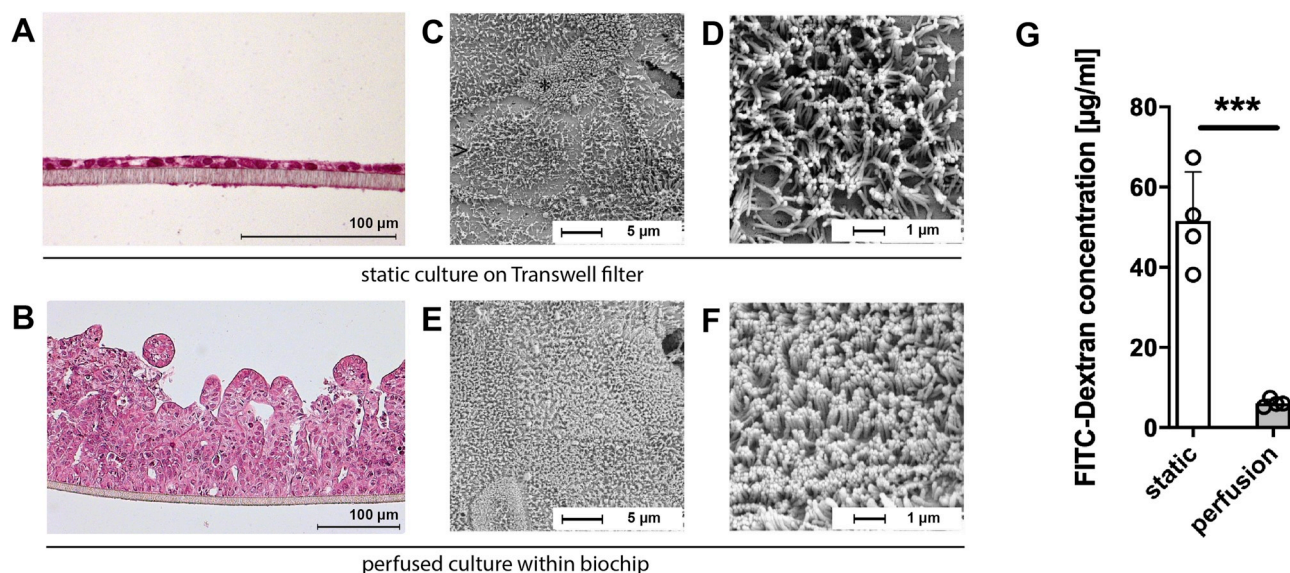 A
100 µm
C
*
>
5 µm
D
1 µm
static culture on Transwell filter
B
100 µm
E
5 µm
F
1 µm
perfused culture within biochip
G
FITC-Dextran concentration [µg/ml]
80
60
40
20
0
***
static
perfusion